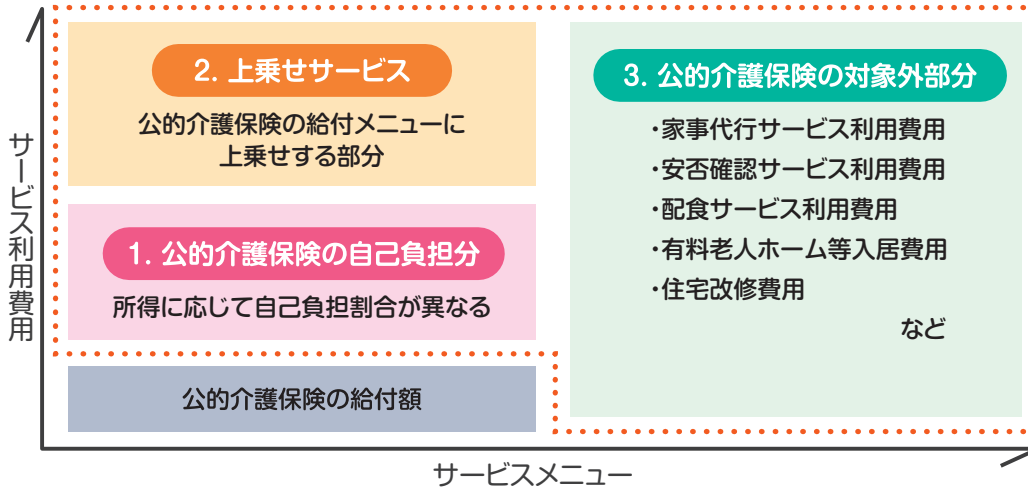 サービス利用費用
2. 上乗せサービス
公的介護保険の給付メニューに
上乗せする部分
1. 公的介護保険の自己負担分
所得に応じて自己負担割合が異なる
公的介護保険の給付額
3. 公的介護保険の対象外部分
・家事代行サービス利用費用
・安否確認サービス利用費用
・配食サービス利用費用
・有料老人ホーム等入居費用
・住宅改修費用
など
サービスメニュー